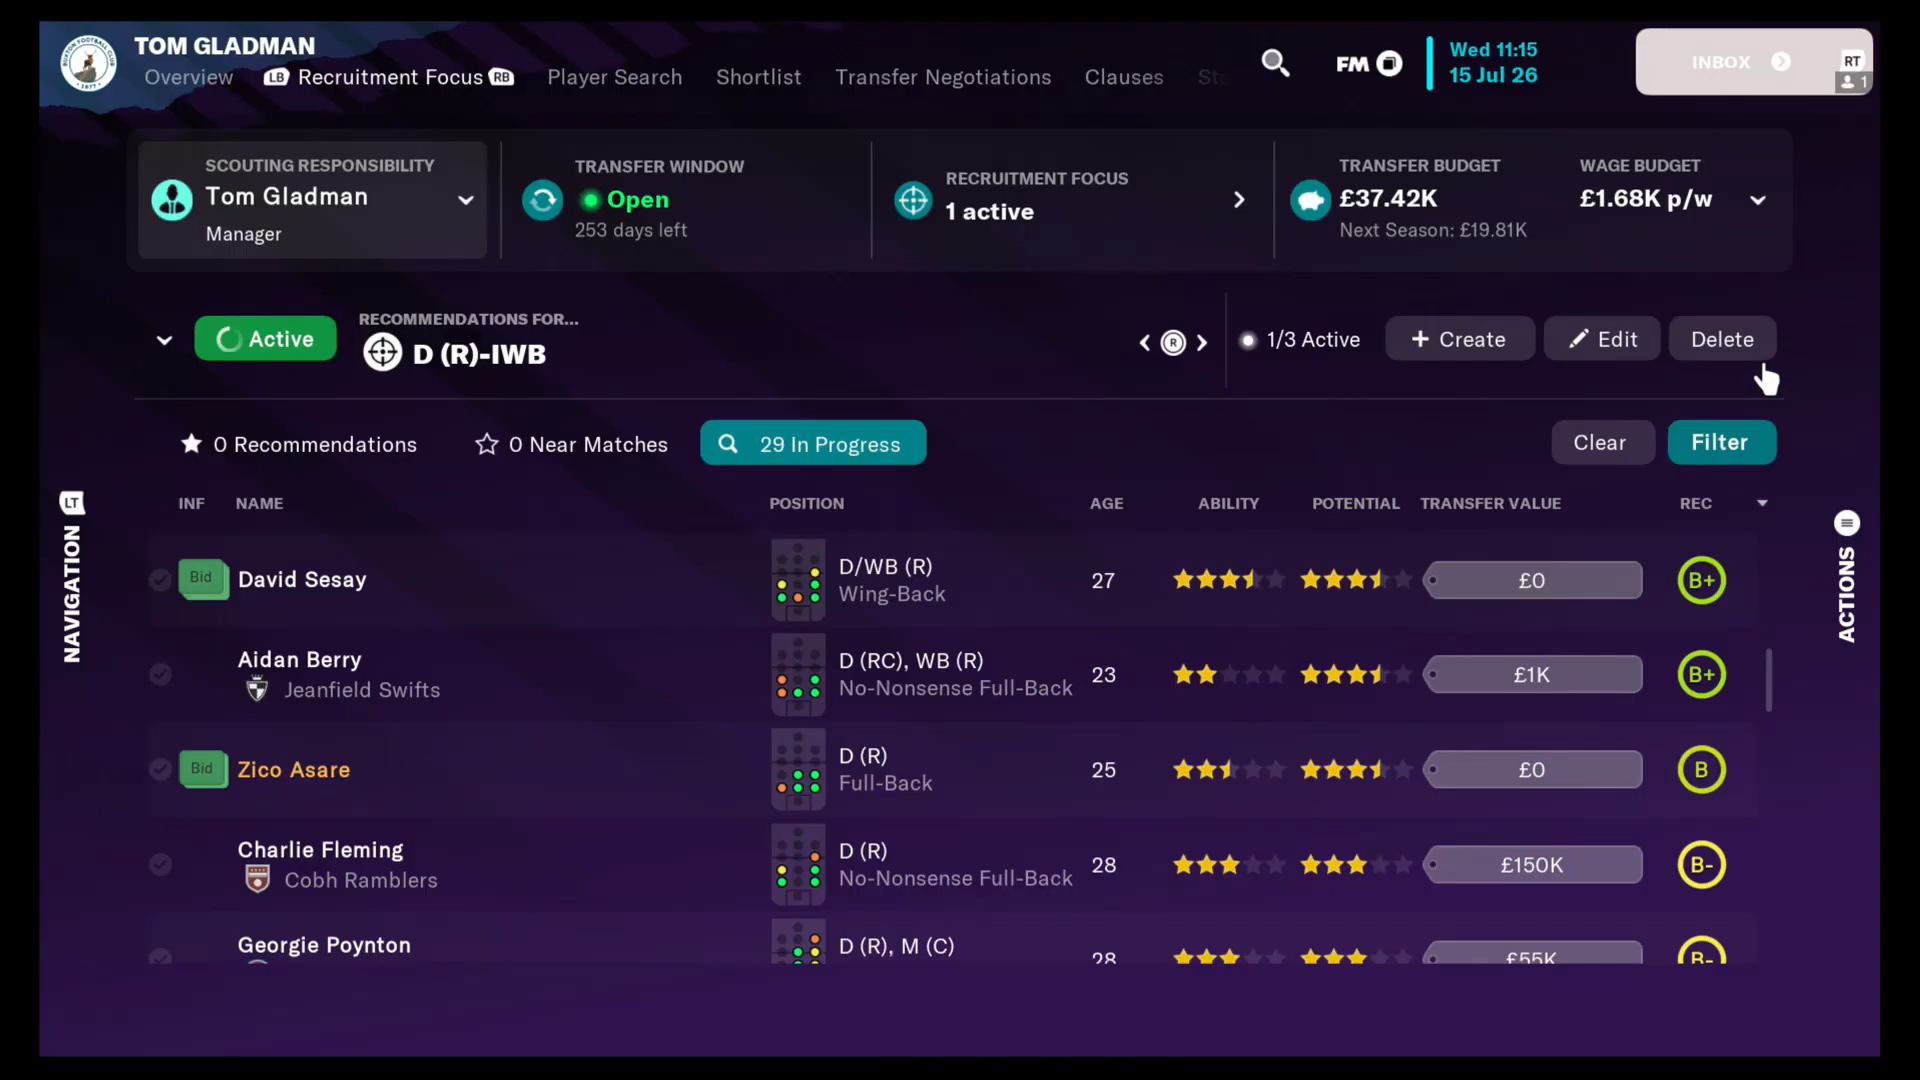 TOM GLADMAN
Overview LB Recruitment Focus RB Player Search Shortlist Transfer Negotiations Clauses
FM
Wed 11:15
15 Jul 26
INBOX RT
1
SCOUTING RESPONSIBILITY
Tom Gladman
Manager
TRANSFER WINDOW
Open
253 days left
RECRUITMENT FOCUS
1 active
TRANSFER BUDGET
£37.42K
Next Season: £19.81K
WAGE BUDGET
£1.68K p/w
Active
RECOMMENDATIONS FOR...
D (R)-IWB
R
1/3 Active
+ Create
Edit
Delete
0 Recommendations
0 Near Matches
29 In Progress
Clear
Filter
LT
NAVIGATION
ACTIONS
INF NAME POSITION AGE ABILITY POTENTIAL TRANSFER VALUE REC
Bid David Sesay D/WB (R) 27 £0 B+
Wing-Back
Aidan Berry D (RC), WB (R) 23 £1K B+
Jeanfield Swifts No-Nonsense Full-Back
Bid Zico Asare D (R) 25 £0 B
Full-Back
Charlie Fleming D (R) 28 £150K B-
Cobh Ramblers No-Nonsense Full-Back
Georgie Poynton D (R), M (C) 28 £55K B-